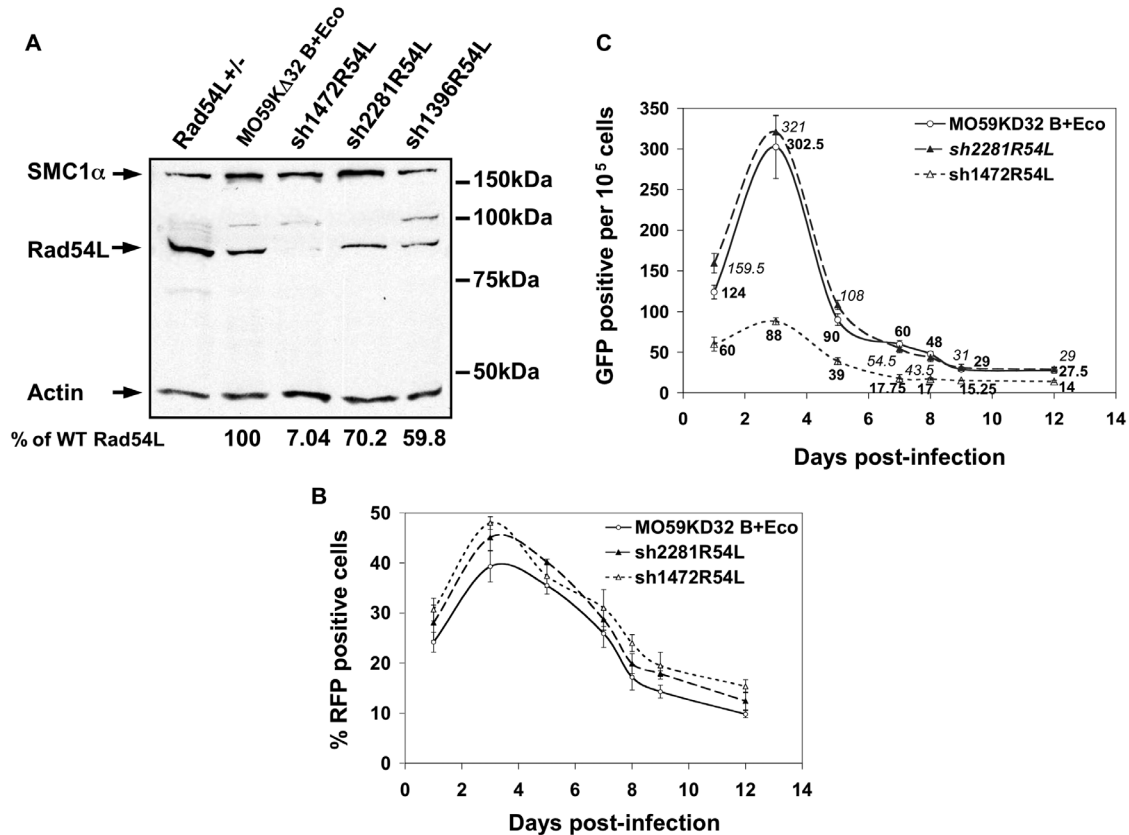 A
Rad54L+/-
MO59KΔ32 B+Eco
sh1472R54L
sh2281R54L
sh1396R54L
SMC1α
Rad54L
Actin
150kDa
100kDa
75kDa
50kDa
% of WT Rad54L 100 7.04 70.2 59.8
C
GFP positive per 10⁵ cells
350
300
250
200
150
100
50
0
MO59KD32 B+Eco
sh2281R54L
sh1472R54L
321
302.5
159.5
124
108
60 88 90 39
60 48 31 29 29
54.5 43.5 27.5
17.75 17 15.25 14
0 2 4 6 8 10 12 14
Days post-infection
B
% RFP positive cells
50
40
30
20
10
0
MO59KD32 B+Eco
sh2281R54L
sh1472R54L
0 2 4 6 8 10 12 14
Days post-infection